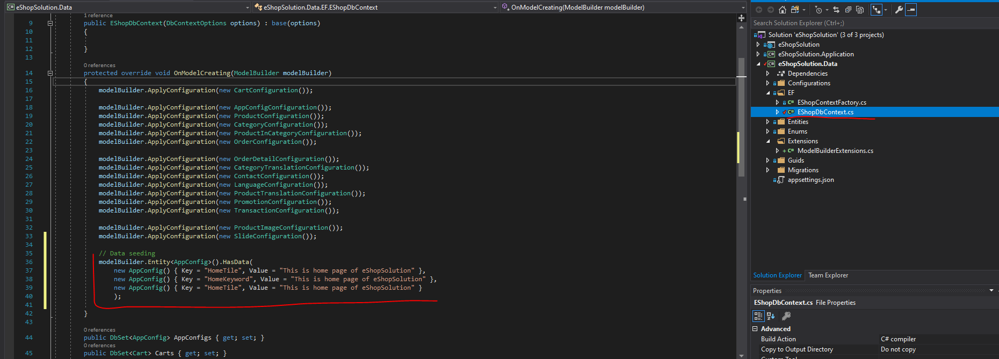 eShopSolution.Data
eShopSolution.Data.EF.EShopDbContext
OnModelCreating(ModelBuilder modelBuilder)
1 reference
9 public EShopDbContext(DbContextOptions options) : base(options)
10 {
11
12 }
13
0 references
14 protected override void OnModelCreating(ModelBuilder modelBuilder)
15 {
16 modelBuilder.ApplyConfiguration(new CartConfiguration());
17
18 modelBuilder.ApplyConfiguration(new AppConfigConfiguration());
19 modelBuilder.ApplyConfiguration(new ProductConfiguration());
20 modelBuilder.ApplyConfiguration(new CategoryConfiguration());
21 modelBuilder.ApplyConfiguration(new ProductInCategoryConfiguration());
22 modelBuilder.ApplyConfiguration(new OrderConfiguration());
23
24 modelBuilder.ApplyConfiguration(new OrderDetailConfiguration());
25 modelBuilder.ApplyConfiguration(new CategoryTranslationConfiguration());
26 modelBuilder.ApplyConfiguration(new ContactConfiguration());
27 modelBuilder.ApplyConfiguration(new LanguageConfiguration());
28 modelBuilder.ApplyConfiguration(new ProductTranslationConfiguration());
29 modelBuilder.ApplyConfiguration(new PromotionConfiguration());
30 modelBuilder.ApplyConfiguration(new TransactionConfiguration());
31
32 modelBuilder.ApplyConfiguration(new ProductImageConfiguration());
33 modelBuilder.ApplyConfiguration(new SlideConfiguration());
34
35 // Data seeding
36 modelBuilder.Entity<AppConfig>().HasData(
37 new AppConfig() { Key = "HomeTile", Value = "This is home page of eShopSolution" },
38 new AppConfig() { Key = "HomeKeyword", Value = "This is home page of eShopSolution" },
39 new AppConfig() { Key = "HomeTile", Value = "This is home page of eShopSolution" }
40 );
41
42 }
43
0 references
44 public DbSet<AppConfig> AppConfigs { get; set; }
0 references
45 public DbSet<Cart> Carts { get; set; }
Search Solution Explorer (Ctrl+;)
Solution 'eShopSolution' (3 of 3 projects)
eShopSolution
C# eShopSolution.Application
C# eShopSolution.Data
Dependencies
Configurations
EF
C# EShopContextFactory.cs
C# EShopDbContext.cs
Entities
Enums
Extensions
+ C# ModelBuilderExtensions.cs
Guids
Migrations
appsettings.json
Solution Explorer Team Explorer
Properties
EShopDbContext.cs File Properties
Advanced
Build Action C# compiler
Copy to Output Directory Do not copy
Custom Tool